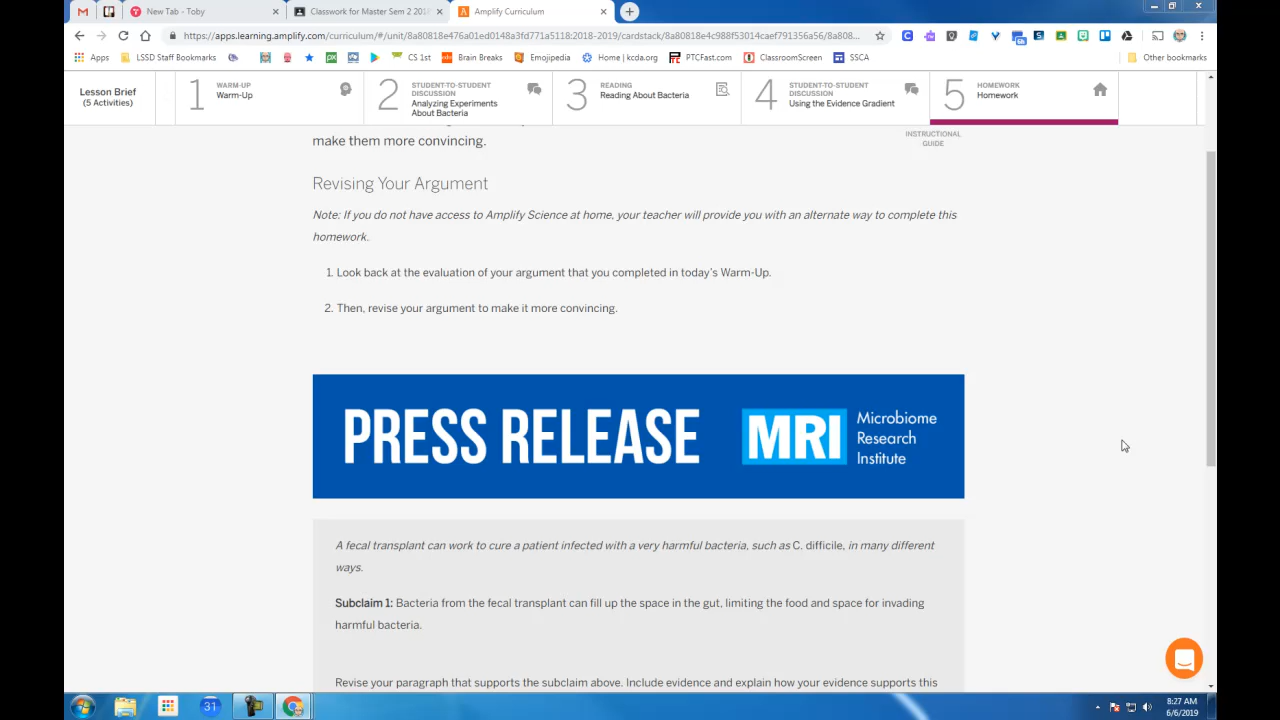 New Tab - Toby
Classwork for Master Sem 2 201
Amplify Curriculum
https://apps.learning.amplify.com/curriculum/#/unit/8a80818e476a01ed0148a3fd771a5118:2018-2019/cardstack/8a80818e4c988f53014caef791356a56/8a808...
Apps
LSSD Staff Bookmarks
CS 1st
Brain Breaks
Emojipedia
Home | kcda.org
PTCFast.com
ClassroomScreen
SSCA
Other bookmarks
Lesson Brief
(5 Activities)
1
WARM-UP
Warm-Up
2
STUDENT-TO-STUDENT
DISCUSSION
Analyzing Experiments
About Bacteria
3
READING
Reading About Bacteria
4
STUDENT-TO-STUDENT
DISCUSSION
Using the Evidence Gradient
5
HOMEWORK
Homework
INSTRUCTIONAL
GUIDE
make them more convincing.
Revising Your Argument
Note: If you do not have access to Amplify Science at home, your teacher will provide you with an alternate way to complete this
homework.
1. Look back at the evaluation of your argument that you completed in today's Warm-Up.
2. Then, revise your argument to make it more convincing.
PRESS RELEASE
MRI
Microbiome
Research
Institute
A fecal transplant can work to cure a patient infected with a very harmful bacteria, such as C. difficile, in many different
ways.
Subclaim 1: Bacteria from the fecal transplant can fill up the space in the gut, limiting the food and space for invading
harmful bacteria.
Revise your paragraph that supports the subclaim above. Include evidence and explain how your evidence supports this
31
8:27 AM
6/6/2019